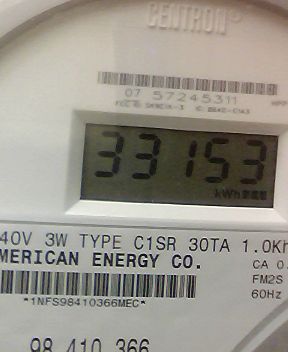 CENTRON
07 57245311
33153
kWh
40V 3W TYPE C1SR 30TA 1.0Kh
MERICAN ENERGY CO.
CA 0.
FM2S
*1NFS98410366MEC*
60Hz
98 410 366